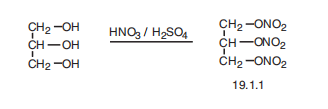 CH₂—OH
CH—OH
CH₂—OH
HNO₃ / H₂SO₄
CH₂—ONO₂
CH—ONO₂
CH₂—ONO₂
19.1.1